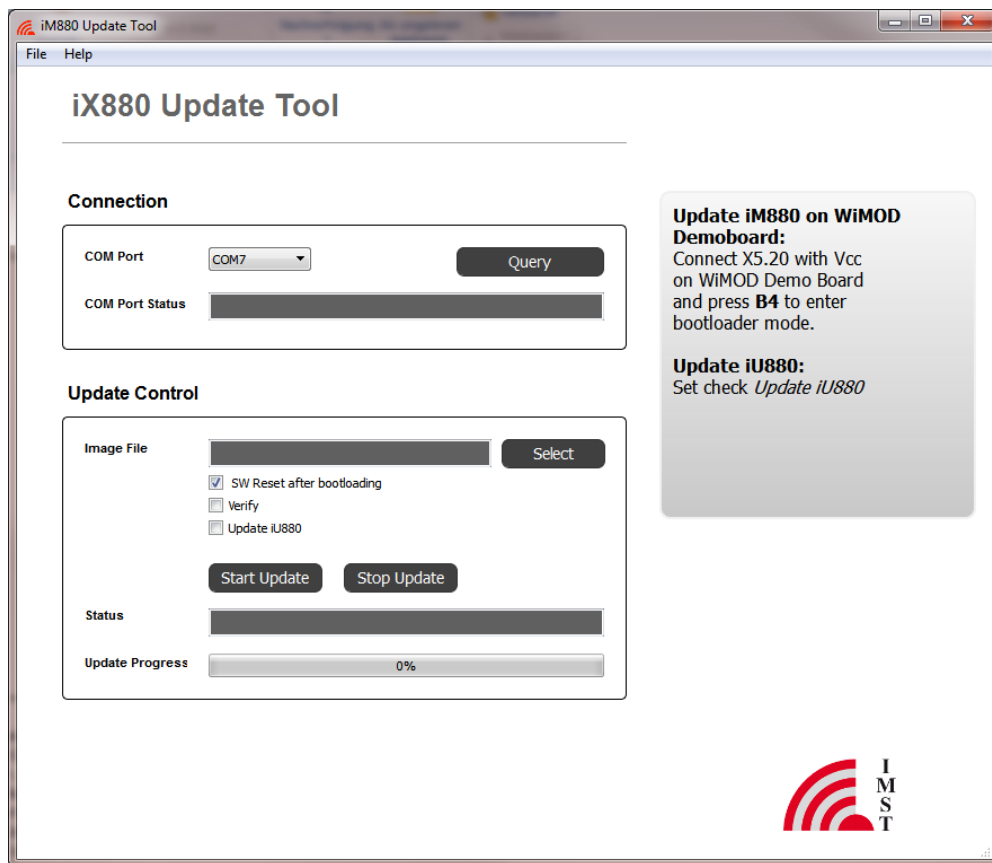 iM880 Update Tool
File Help
iX880 Update Tool
Connection
COM Port
COM7
Query
COM Port Status
Update Control
Image File
Select
SW Reset after bootloading
Verify
Update iU880
Start Update
Stop Update
Status
Update Progress
0%
Update iM880 on WiMOD
Demoboard:
Connect X5.20 with Vcc
on WiMOD Demo Board
and press B4 to enter
bootloader mode.
Update iU880:
Set check Update iU880
I
M
S
T